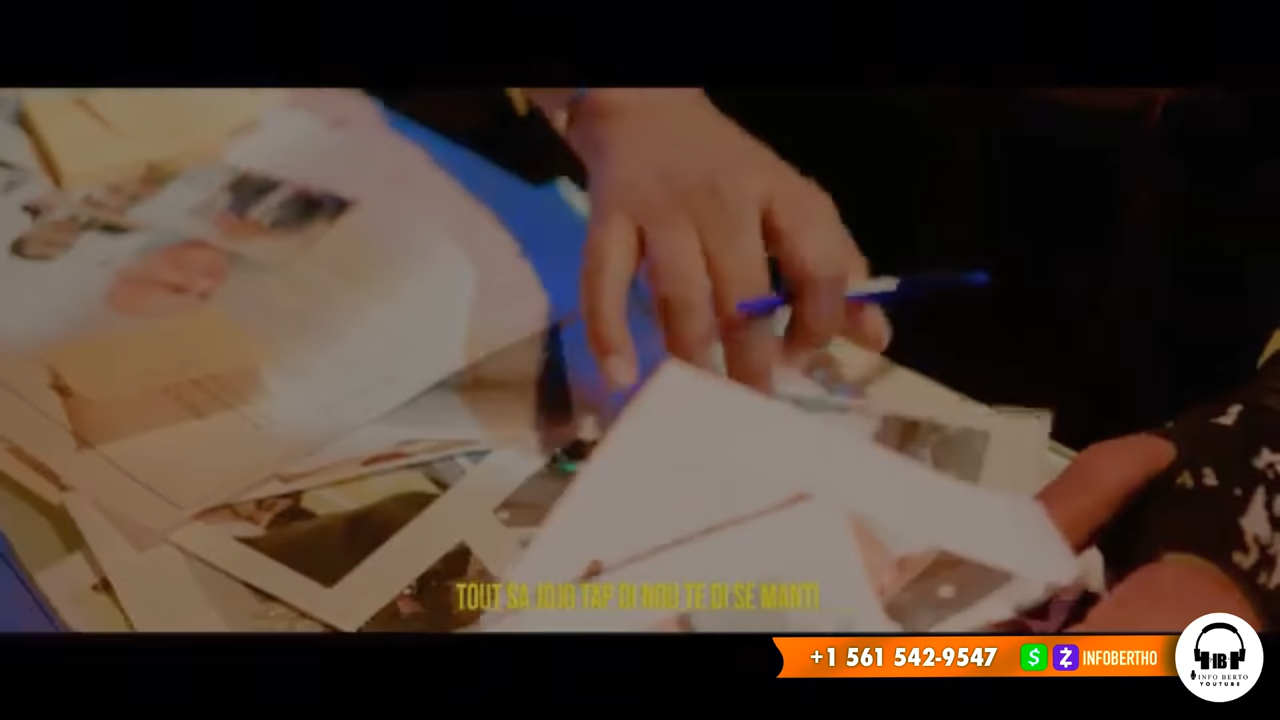 TOUT SA JOJO TAP DI NOU TE DI SE MANTI
+1 561 542-9547
$ Ž INFOBERTHO
IB
INFO BERTO
YOUTUBE